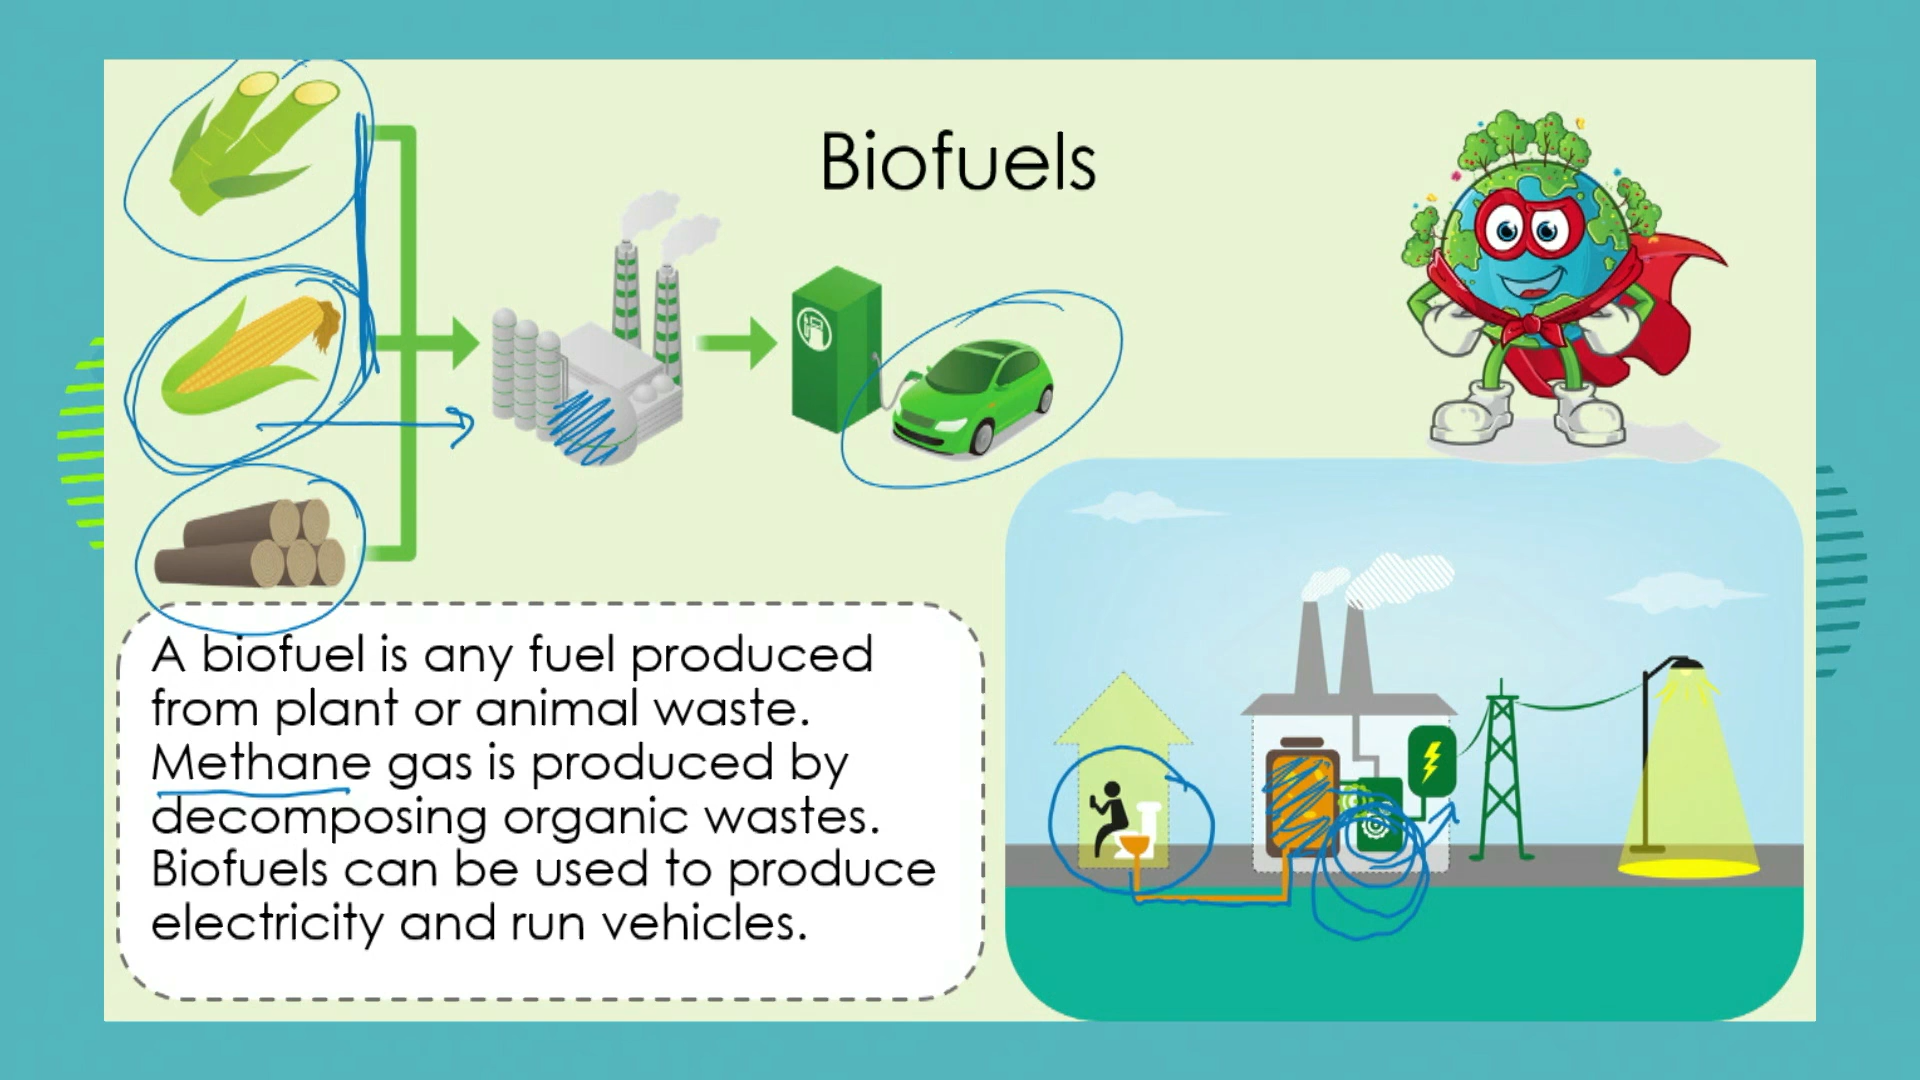 Biofuels
A biofuel is any fuel produced
from plant or animal waste.
Methane gas is produced by
decomposing organic wastes.
Biofuels can be used to produce
electricity and run vehicles.